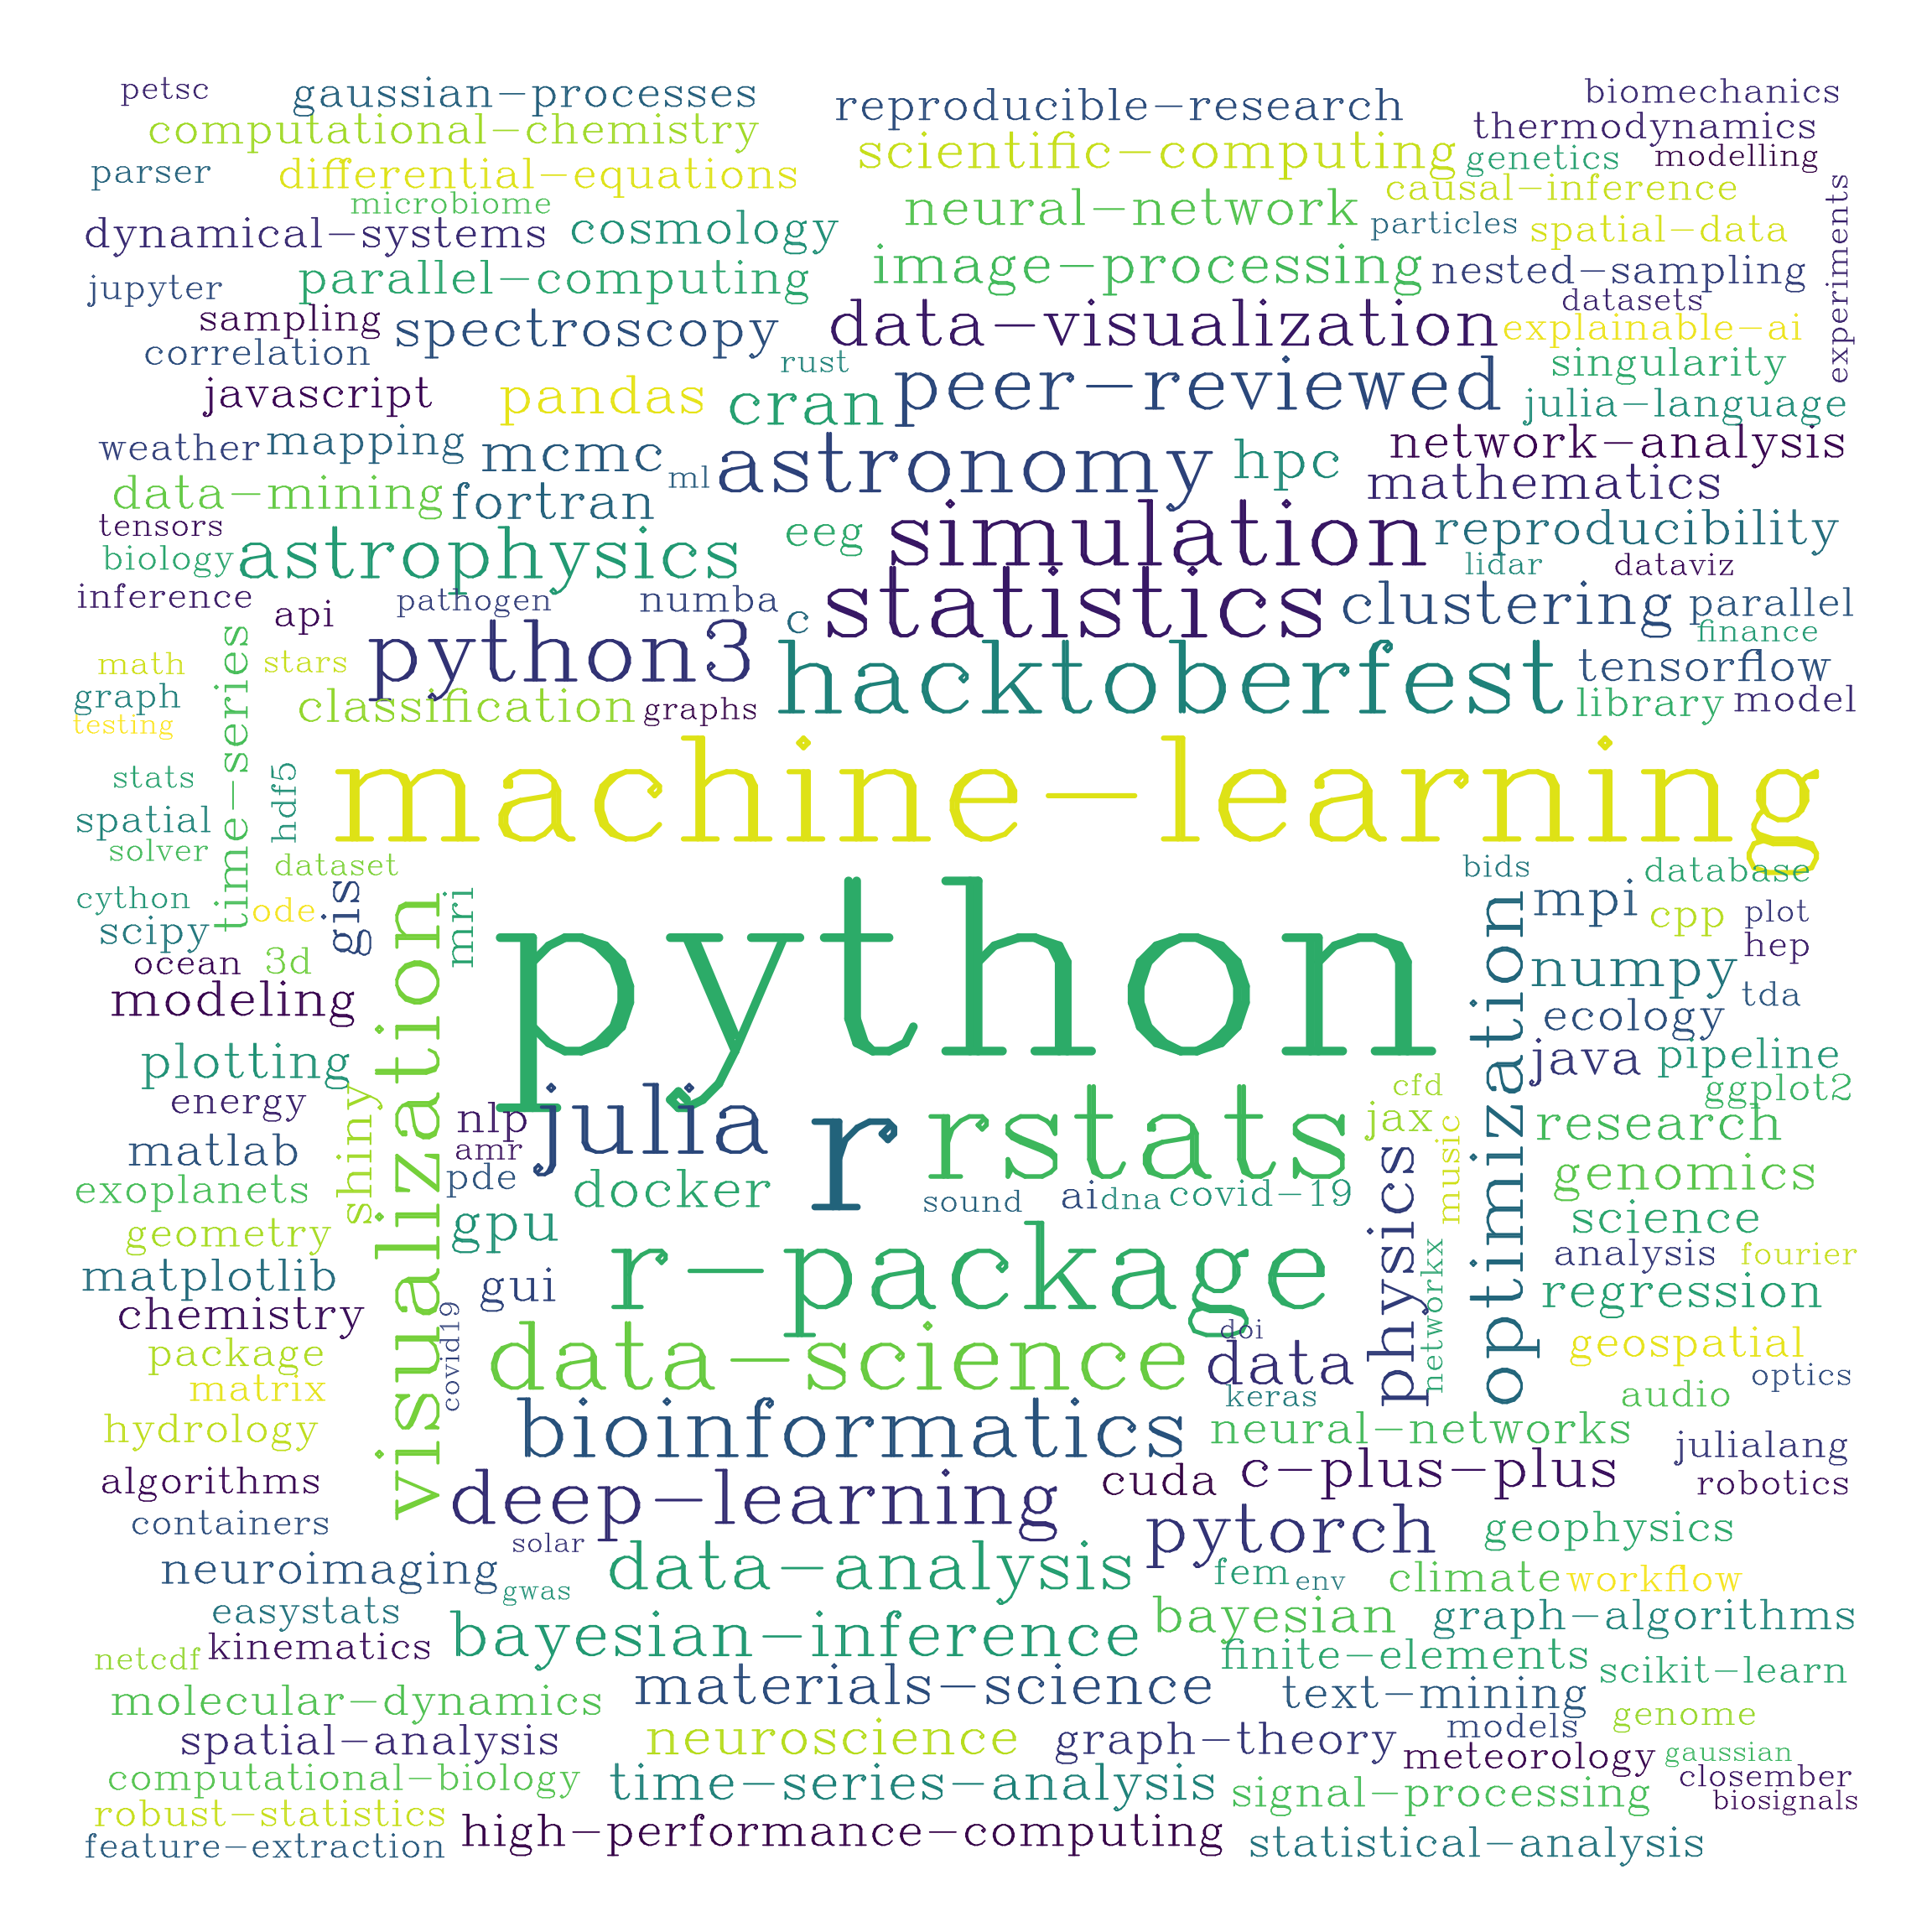 petsc
gaussian-processes
reproducible-research
biomechanics
computational-chemistry
scientific-computing
thermodynamics
parser
differential-equations
genetics
modelling
microbiome
neural-network
causal-inference
experiments
dynamical-systems
cosmology
particles
spatial-data
jupyter
parallel-computing
image-processing
nested-sampling
sampling
spectroscopy
data-visualization
datasets
explainable-ai
correlation
rust
singularity
javascript
pandas
cran
peer-reviewed
julia-language
weather
mapping
mcmc
ml
astronomy
hpc
network-analysis
mathematics
data-mining
fortran
tensors
astrophysics
eeg
simulation
reproducibility
biology
lidar
dataviz
inference
api
pathogen
numba
c
statistics
clustering
parallel
finance
math
stars
python3
hacktoberfest
tensorflow
graph
time-series
classification
graphs
library
model
testing
machine-learning
stats
hdf5
spatial
solver
dataset
bids
database
cython
ode
gis
visualization
mri
python
optimization
mpi
cpp
plot
scipy
hep
ocean
3d
numpy
tda
modeling
ecology
plotting
java
pipeline
energy
shiny
nlp
julia
r
rstats
cfd
jax
music
ggplot2
research
matlab
amr
pde
docker
sound
ai
dna
covid-19
physics
genomics
exoplanets
geometry
gpu
science
r-package
networkx
analysis
fourier
matplotlib
gui
regression
chemistry
covid19
doi
package
data-science
data
geospatial
matrix
keras
optics
audio
hydrology
bioinformatics
neural-networks
julialang
algorithms
deep-learning
cuda
c-plus-plus
robotics
containers
solar
pytorch
geophysics
neuroimaging
gwas
data-analysis
fem
env
climate
workflow
easystats
bayesian
graph-algorithms
kinematics
bayesian-inference
finite-elements
netcdf
scikit-learn
molecular-dynamics
materials-science
text-mining
genome
spatial-analysis
neuroscience
graph-theory
models
meteorology
gaussian
computational-biology
time-series-analysis
signal-processing
closember
biosignals
robust-statistics
feature-extraction
high-performance-computing
statistical-analysis